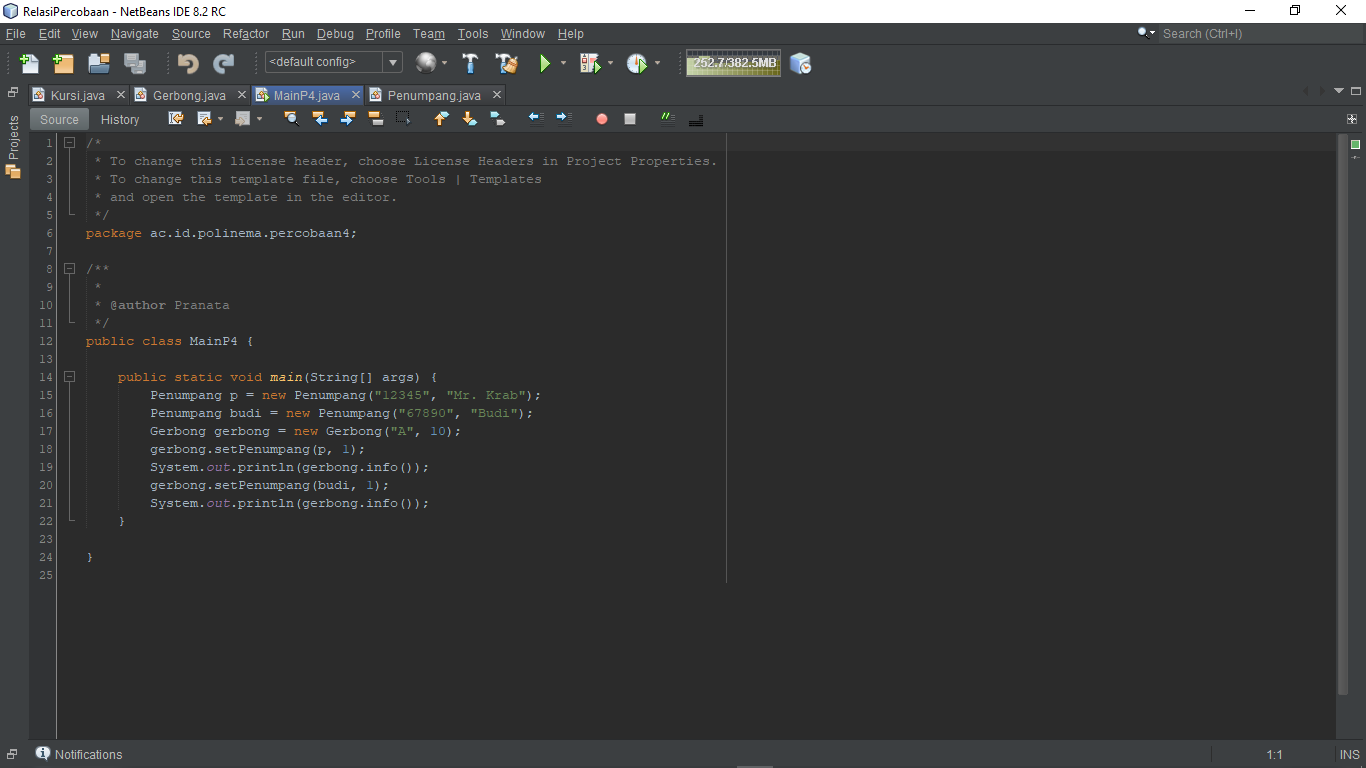 RelasiPercobaan - NetBeans IDE 8.2 RC
File Edit View Navigate Source Refactor Run Debug Profile Team Tools Window Help
Search (Ctrl+I)
<default config>
252.7/382.5MB
Kursi.java Gerbong.java MainP4.java Penumpang.java
Source History
Projects
1 /*
2 * To change this license header, choose License Headers in Project Properties.
3 * To change this template file, choose Tools | Templates
4 * and open the template in the editor.
5 */
6 package ac.id.polinema.percobaan4;
7
8 /**
9 *
10 * @author Pranata
11 */
12 public class MainP4 {
13
14 public static void main(String[] args) {
15 Penumpang p = new Penumpang("12345", "Mr. Krab");
16 Penumpang budi = new Penumpang("67890", "Budi");
17 Gerbong gerbong = new Gerbong("A", 10);
18 gerbong.setPenumpang(p, 1);
19 System.out.println(gerbong.info());
20 gerbong.setPenumpang(budi, 1);
21 System.out.println(gerbong.info());
22 }
23
24 }
25
Notifications
1:1 INS